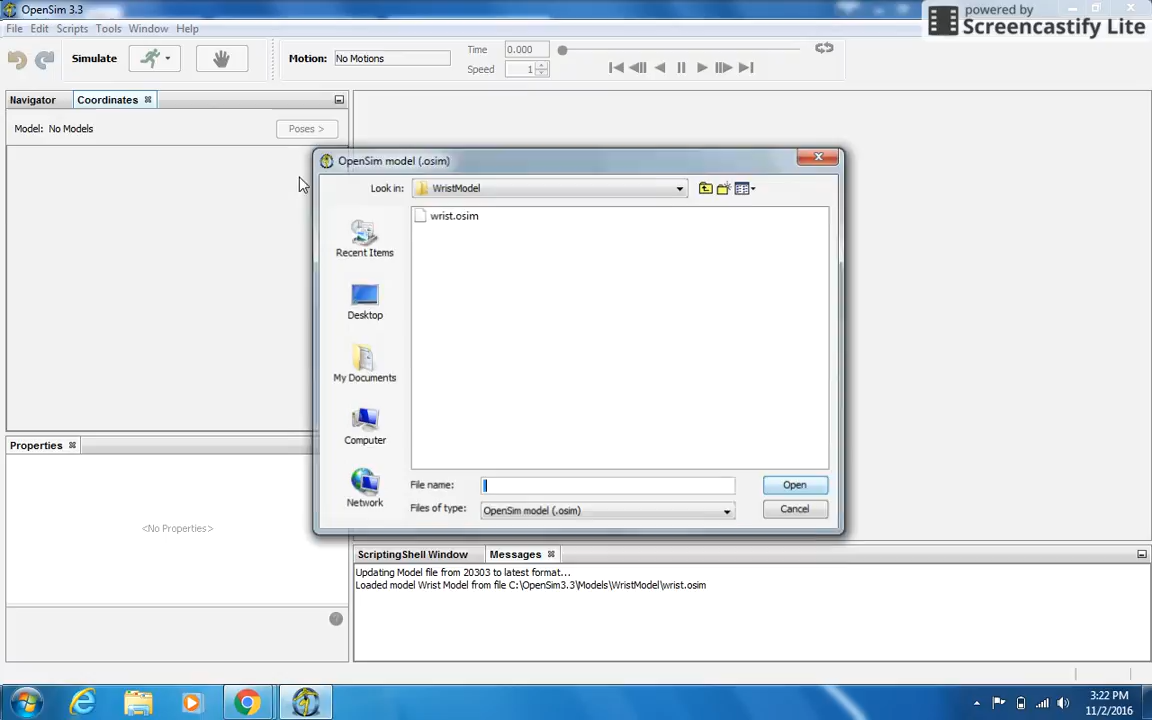 OpenSim 3.3
powered by
Screencastify Lite
File Edit Scripts Tools Window Help
Simulate
Motion: No Motions
Time 0.000
Speed 1
Navigator Coordinates
Model: No Models
Poses >
OpenSim model (.osim)
Look in: WristModel
wrist.osim
Recent Items
Desktop
My Documents
Computer
Network
File name: Open
Files of type: OpenSim model (.osim) Cancel
Properties
<No Properties>
ScriptingShell Window Messages
Updating Model file from 20303 to latest format...
Loaded model Wrist Model from file C:\OpenSim3.3\Models\WristModel\wrist.osim
3:22 PM
11/2/2016